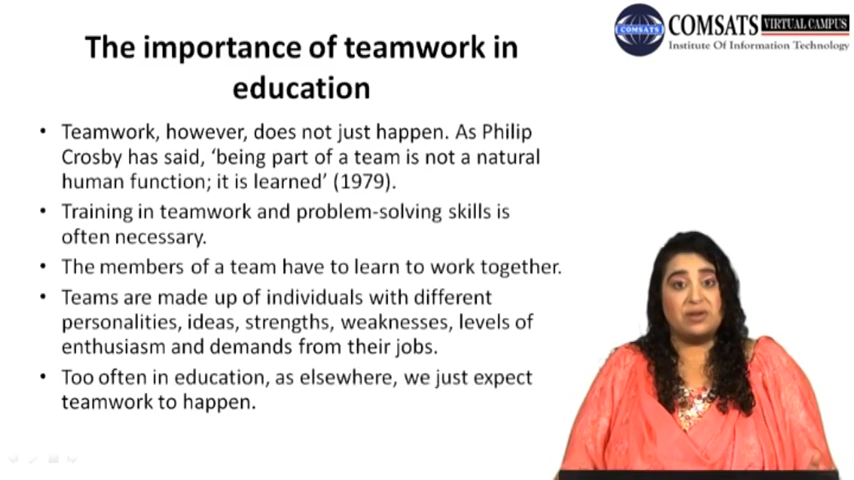 The importance of teamwork in
education
COMSATS VIRTUAL CAMPUS
COMSATS
Institute Of Information Technology
• Teamwork, however, does not just happen. As Philip
Crosby has said, ‘being part of a team is not a natural
human function; it is learned’ (1979).
• Training in teamwork and problem-solving skills is
often necessary.
• The members of a team have to learn to work together.
• Teams are made up of individuals with different
personalities, ideas, strengths, weaknesses, levels of
enthusiasm and demands from their jobs.
• Too often in education, as elsewhere, we just expect
teamwork to happen.